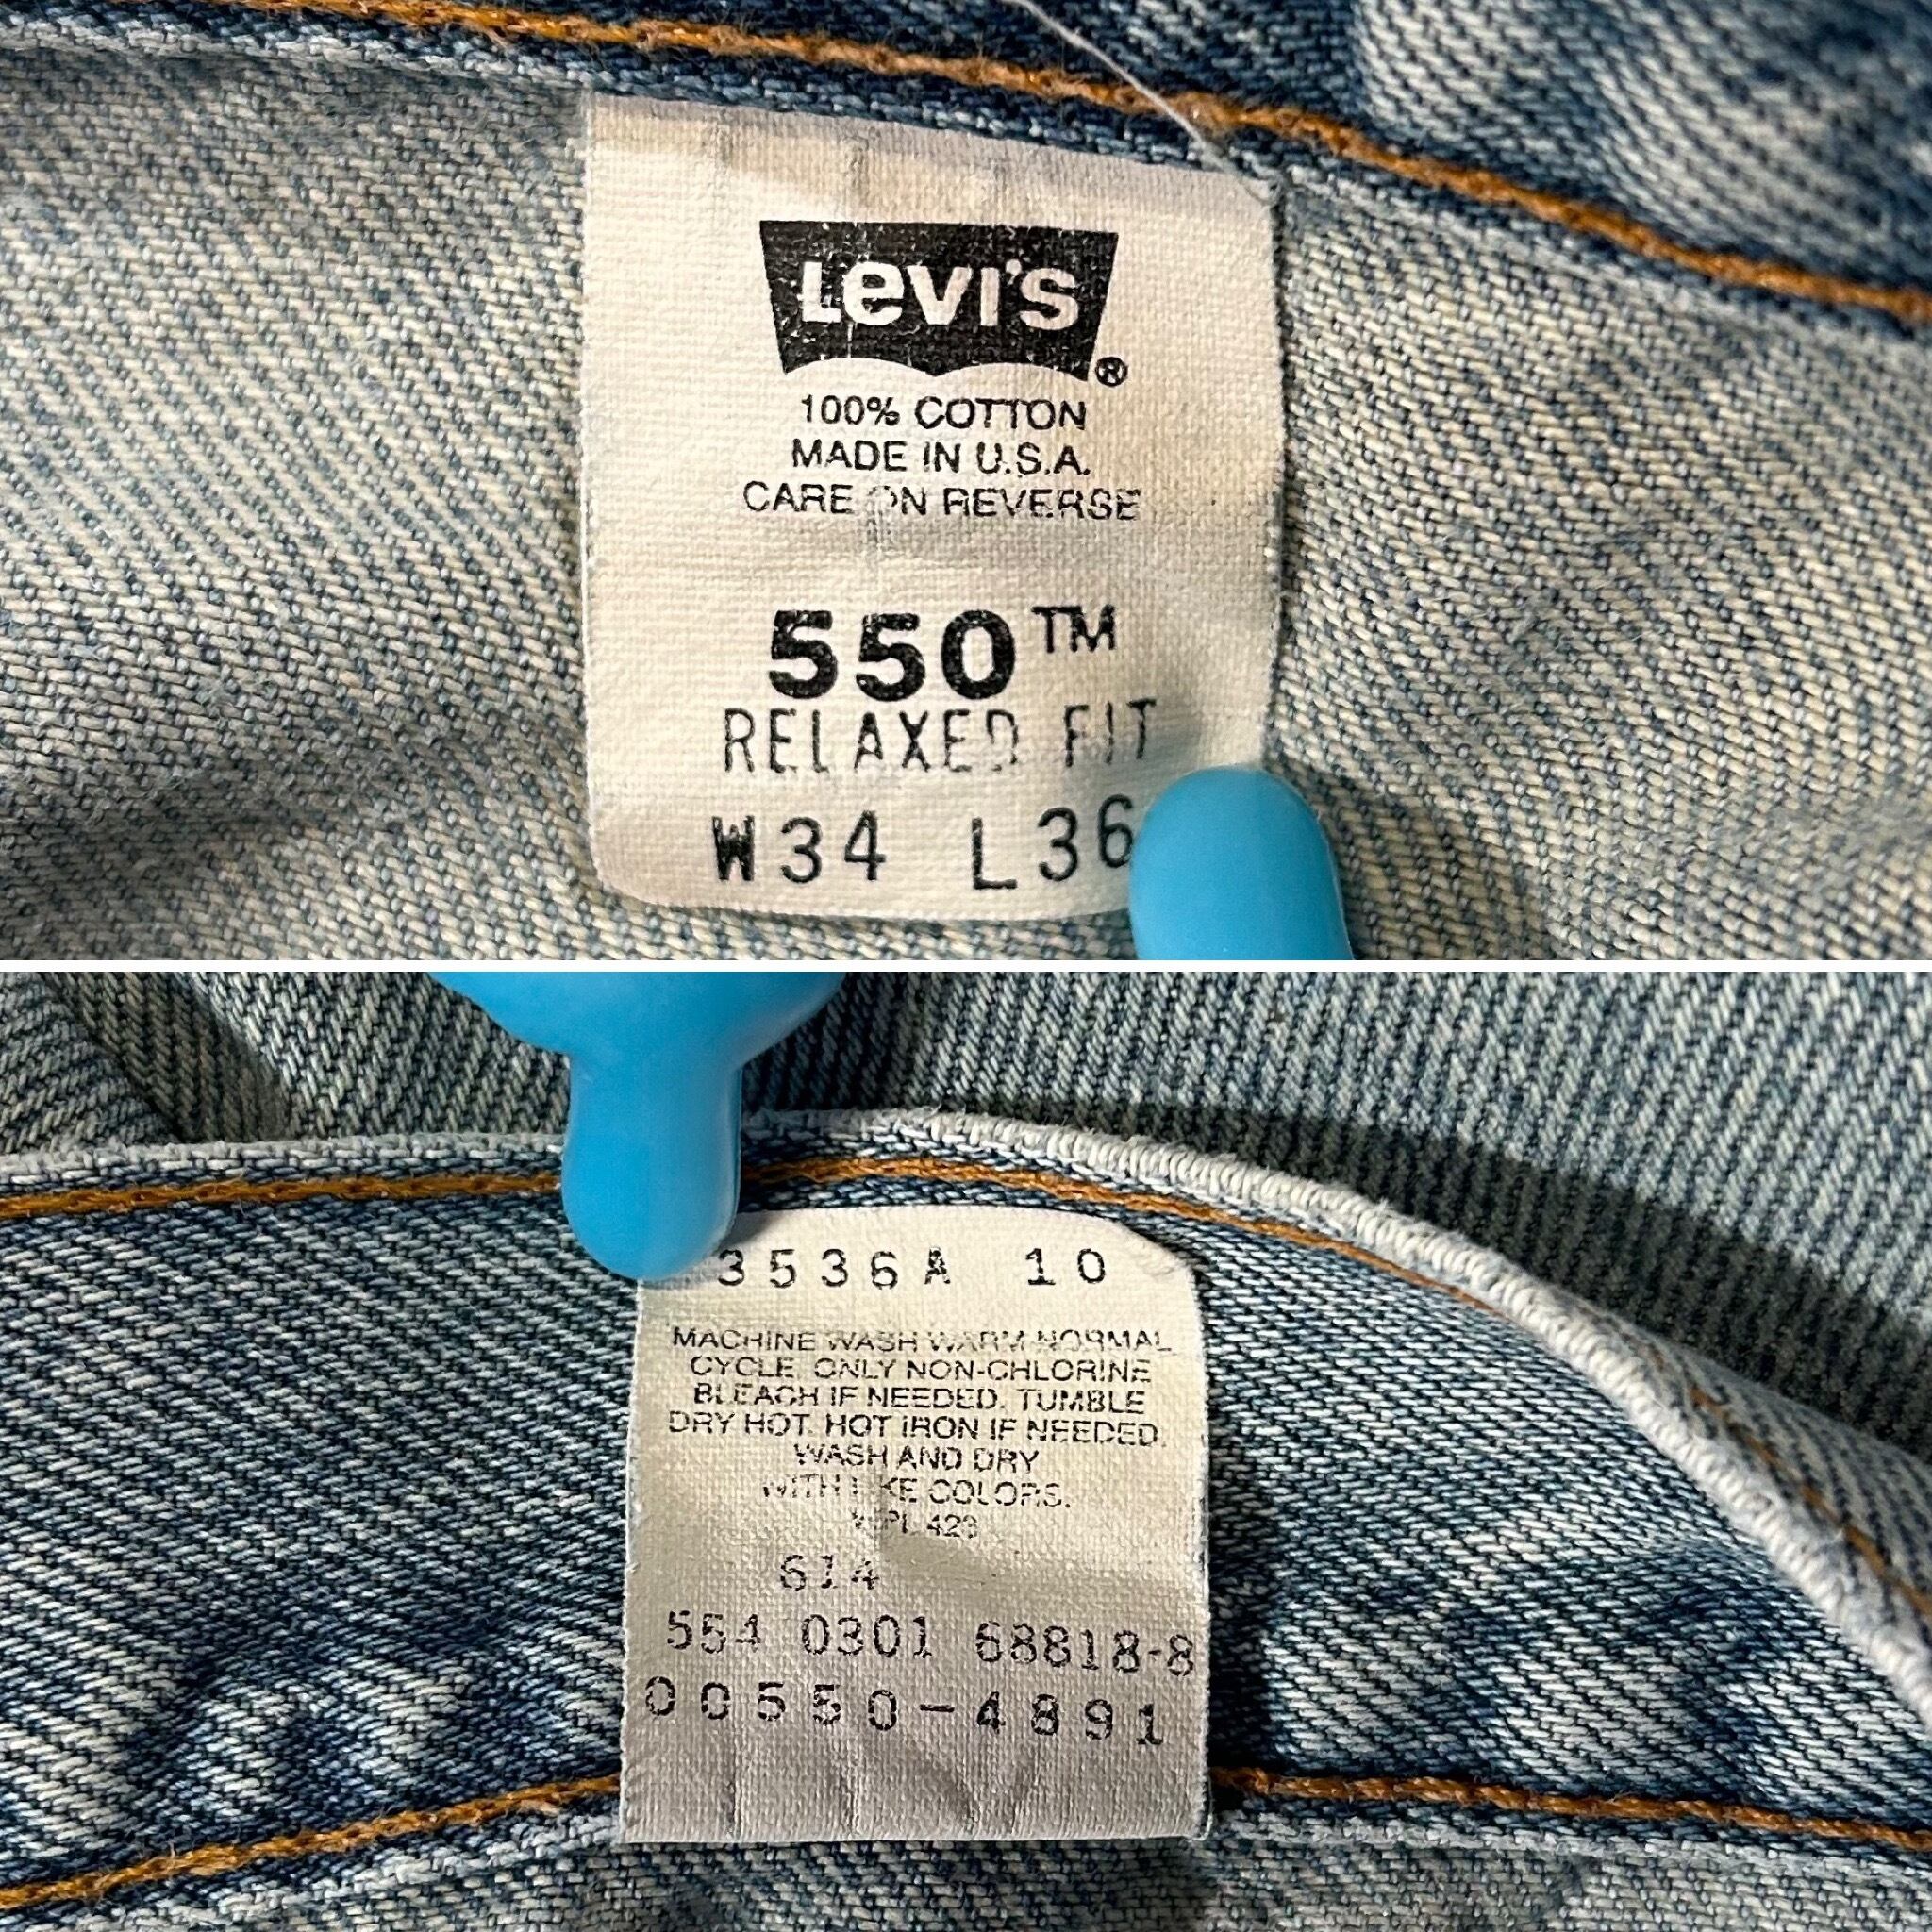 Levi's®
100% COTTON
MADE IN U.S.A.
CARE ON REVERSE
550™
RELAXED FIT
W34 L36
3536A 10
MACHINE WASH WARM NORMAL
CYCLE. ONLY NON-CHLORINE
BLEACH IF NEEDED. TUMBLE
DRY HOT. HOT IRON IF NEEDED.
WASH AND DRY
WITH LIKE COLORS.
WPL 423
614
554 0301 68818-8
00550-4891